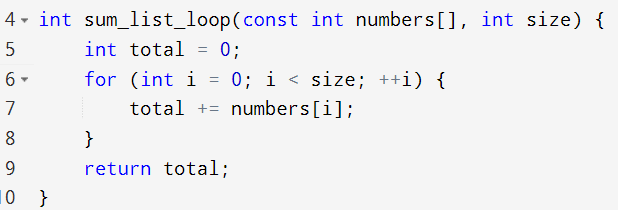 4 int sum_list_loop(const int numbers[], int size) {
5     int total = 0;
6     for (int i = 0; i < size; ++i) {
7         total += numbers[i];
8     }
9     return total;
10 }